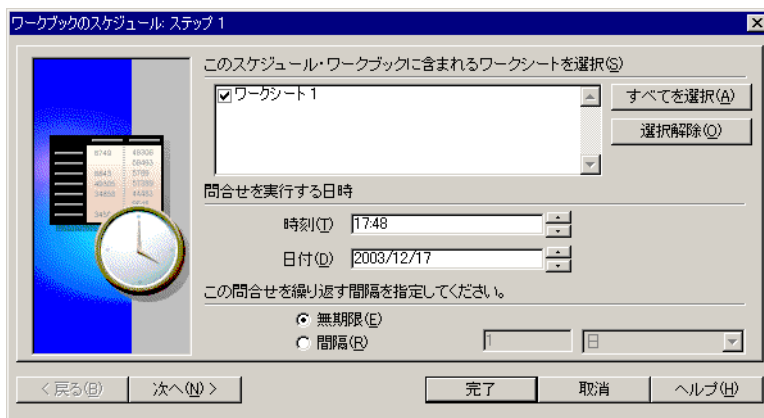 ワークブックのスケジュール: ステップ 1
このスケジュール・ワークブックに含まれるワークシートを選択(S)
ワークシート 1
すべてを選択(A)
選択解除(O)
問合せを実行する日時
時刻(T) 17:48
日付(D) 2003/12/17
この問合せを繰り返す間隔を指定してください。
無期限(E)
間隔(R) 1 日
< 戻る(B) 次へ(N) > 完了 取消 ヘルプ(H)